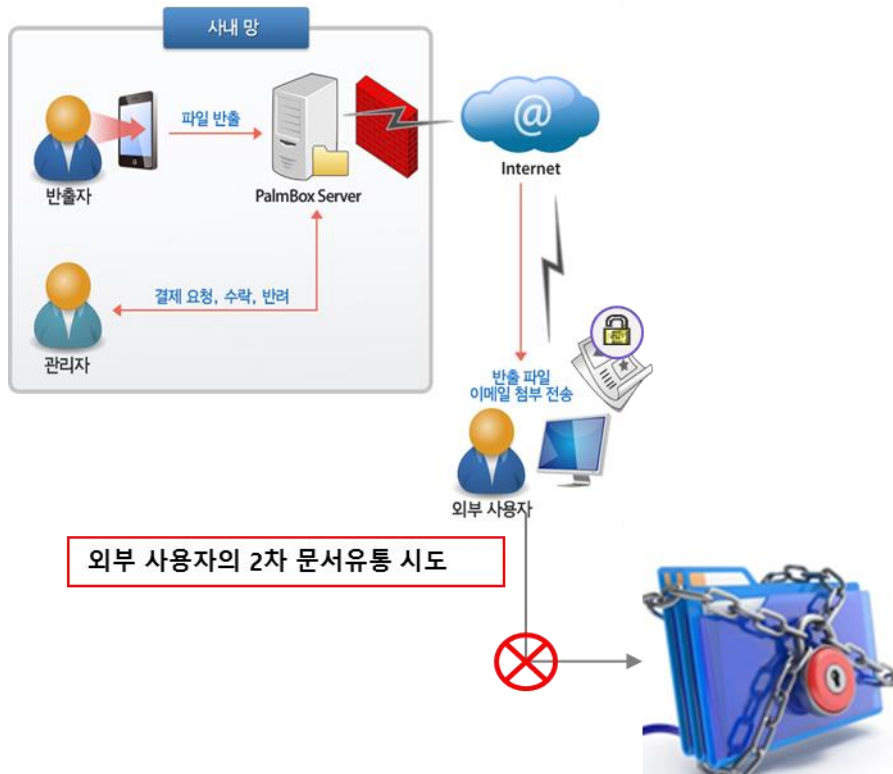 사내 망
파일 반출
반출자
PalmBox Server
@
Internet
결제 요청, 수락, 반려
관리자
반출 파일
이메일 첨부 전송
외부 사용자
외부 사용자의 2차 문서유통 시도